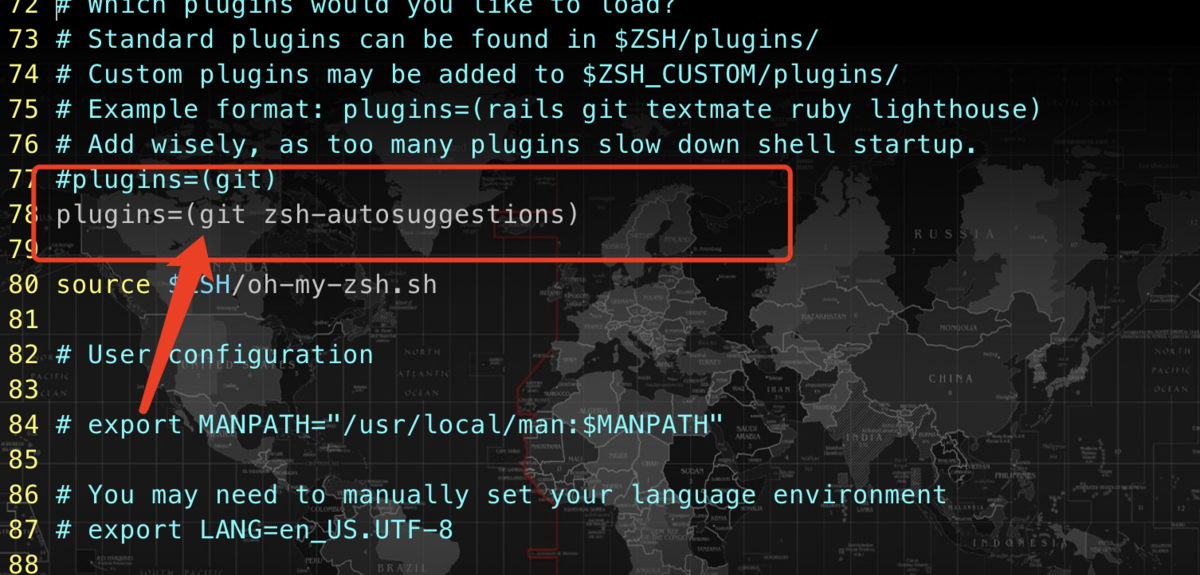 72 # Which plugins would you like to load?
73 # Standard plugins can be found in $ZSH/plugins/
74 # Custom plugins may be added to $ZSH_CUSTOM/plugins/
75 # Example format: plugins=(rails git textmate ruby lighthouse)
76 # Add wisely, as too many plugins slow down shell startup.
77 #plugins=(git)
78 plugins=(git zsh-autosuggestions)
79
80 source $ZSH/oh-my-zsh.sh
81
82 # User configuration
83
84 # export MANPATH="/usr/local/man:$MANPATH"
85
86 # You may need to manually set your language environment
87 # export LANG=en_US.UTF-8
88
RUSSIA
CANADA
KAZAKHSTAN
MONGOLIA
UNITED STATES
NORTH
ATLANTIC
OCEAN
NORTH
PACIFIC
OCEAN
IRAN
CHINA
SAUDI
ARABIA
INDIA
SUDAN
INDONESIA
BRAZIL